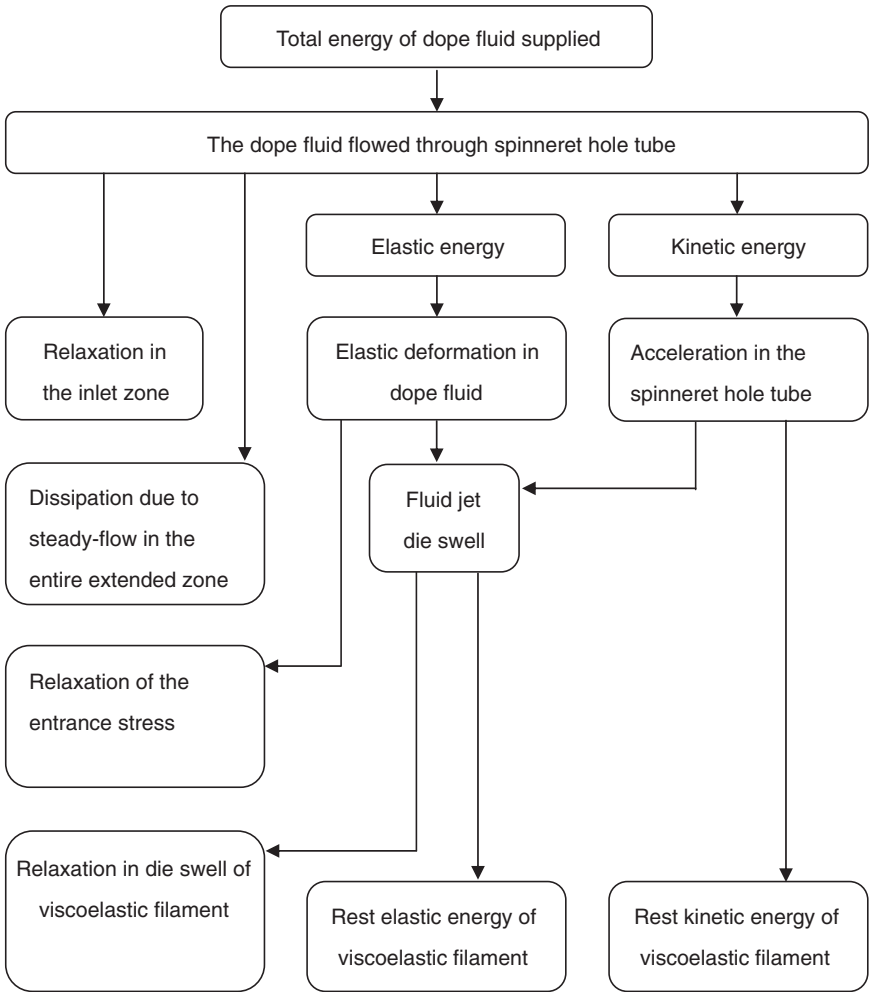 Total energy of dope fluid supplied
The dope fluid flowed through spinneret hole tube
Elastic energy
Kinetic energy
Relaxation in
the inlet zone
Elastic deformation in
dope fluid
Acceleration in the
spinneret hole tube
Dissipation due to
steady-flow in the
entire extended zone
Fluid jet
die swell
Relaxation of the
entrance stress
Relaxation in die swell of
viscoelastic filament
Rest elastic energy of
viscoelastic filament
Rest kinetic energy of
viscoelastic filament